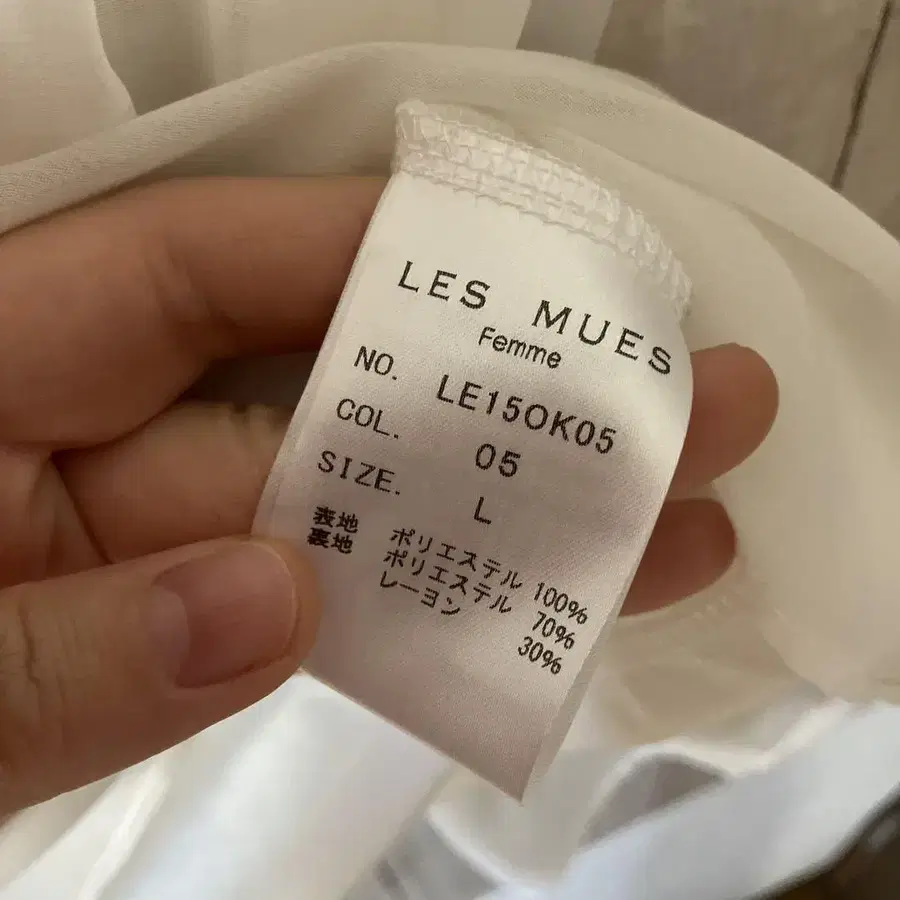 LES MUES
Femme
NO. LE15OK05
COL. 05
SIZE. L
表地 ポリエステル 100%
裏地 ポリエステル 70%
レーヨン 30%